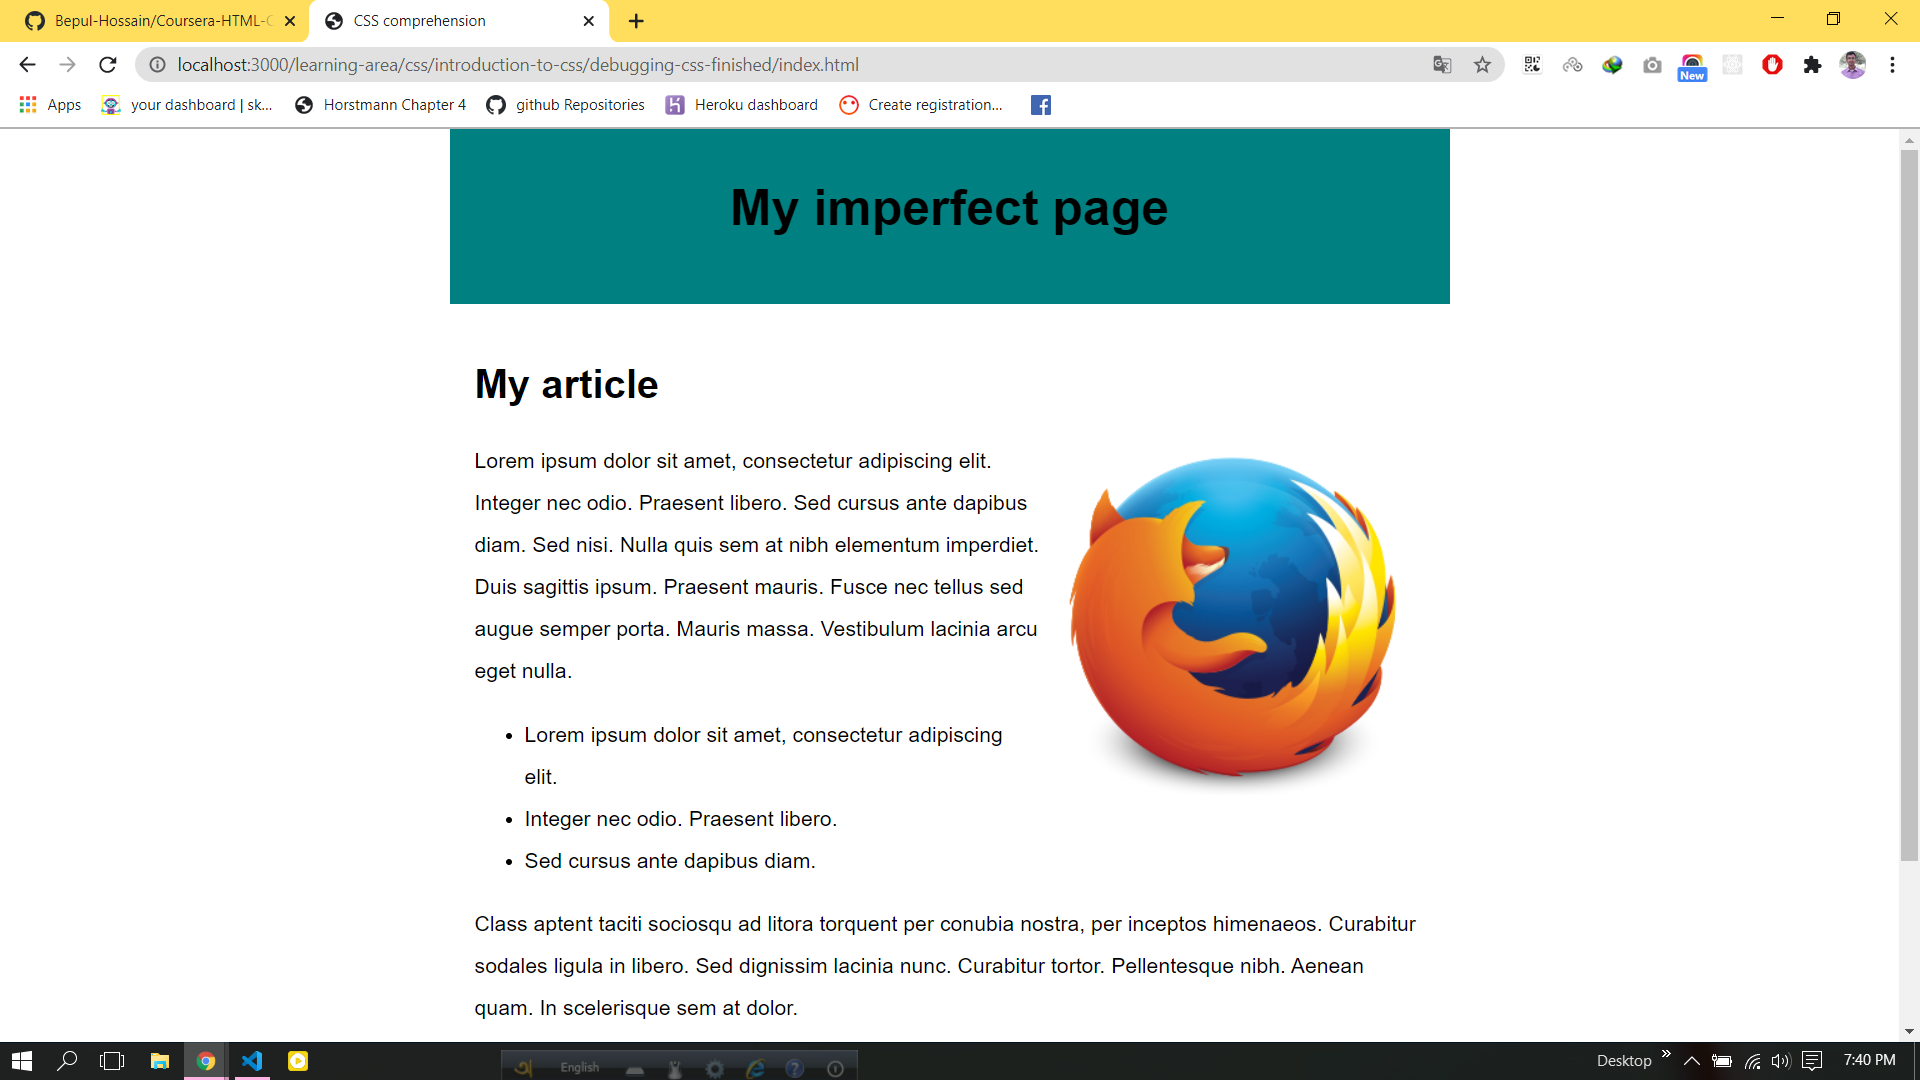 Bepul-Hossain/Coursera-HTML-C
CSS comprehension
localhost:3000/learning-area/css/introduction-to-css/debugging-css-finished/index.html
New
Apps
your dashboard | sk...
Horstmann Chapter 4
github Repositories
Heroku dashboard
Create registration...
My imperfect page
My article
Lorem ipsum dolor sit amet, consectetur adipiscing elit.
Integer nec odio. Praesent libero. Sed cursus ante dapibus
diam. Sed nisi. Nulla quis sem at nibh elementum imperdiet.
Duis sagittis ipsum. Praesent mauris. Fusce nec tellus sed
augue semper porta. Mauris massa. Vestibulum lacinia arcu
eget nulla.
• Lorem ipsum dolor sit amet, consectetur adipiscing
elit.
• Integer nec odio. Praesent libero.
• Sed cursus ante dapibus diam.
Class aptent taciti sociosqu ad litora torquent per conubia nostra, per inceptos himenaeos. Curabitur
sodales ligula in libero. Sed dignissim lacinia nunc. Curabitur tortor. Pellentesque nibh. Aenean
quam. In scelerisque sem at dolor.
English
Desktop
7:40 PM